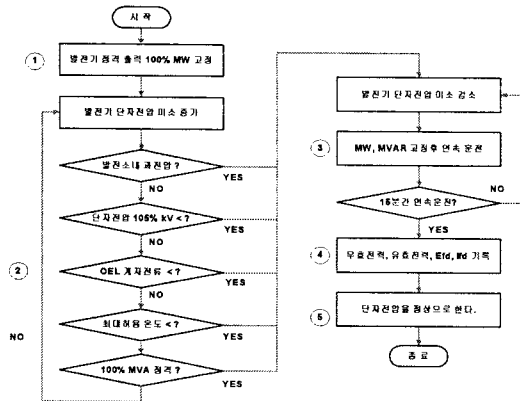 시 작
① 발전기 정격 출력 100% MW 고정
발전기 단자전압 미소 증가
발전소내 과전압 ?
YES
NO
단자전압 105% kV < ?
YES
NO
②
OEL 계자전류 < ?
YES
NO
최대허용 온도 < ?
YES
NO
100% MVA 정격 ?
YES
NO
발전기 단자전압 미소 감소
③ MW, MVAR 고정후 연속 운전
15분간 연속운전?
NO
YES
④ 무효전력, 유효전력, Efd, Ifd 기록
⑤ 단자전압을 정상으로 한다.
종 료